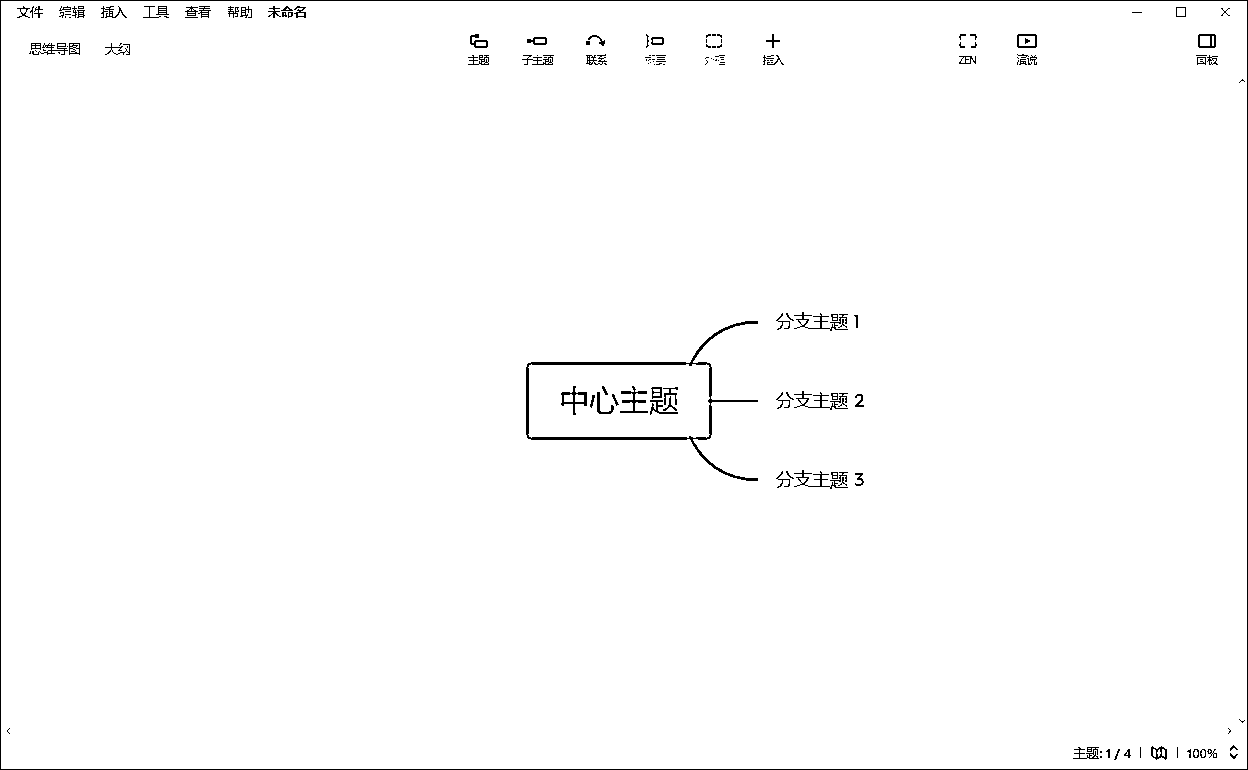 文件 编辑 插入 工具 查看 帮助 未命名
思维导图 大纲
主题 子主题 联系 概要 外框 插入 ZEN 演说 面板
分支主题 1
中心主题 分支主题 2
分支主题 3
主题: 1 / 4 100%